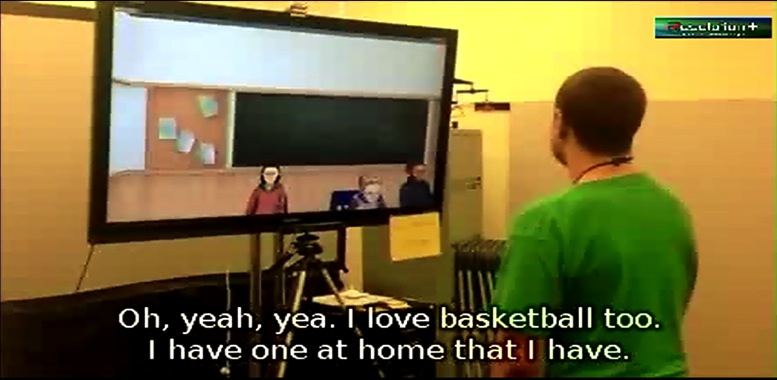 Oh, yeah, yea. I love basketball too.
I have one at home that I have.